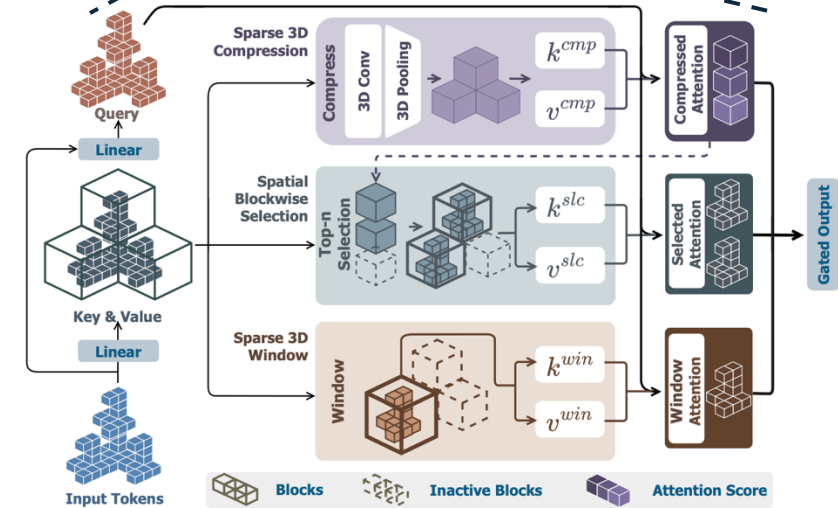 Sparse 3D
Compression
Compress
3D Conv
3D Pooling
k^{cmp}
v^{cmp}
Compressed
Attention
Query
Linear
Spatial
Blockwise
Selection
Top-n
Selection
k^{slc}
v^{slc}
Selected
Attention
Gated Output
Key & Value
Linear
Sparse 3D
Window
Window
k^{win}
v^{win}
Window
Attention
Input Tokens
Blocks
Inactive Blocks
Attention Score